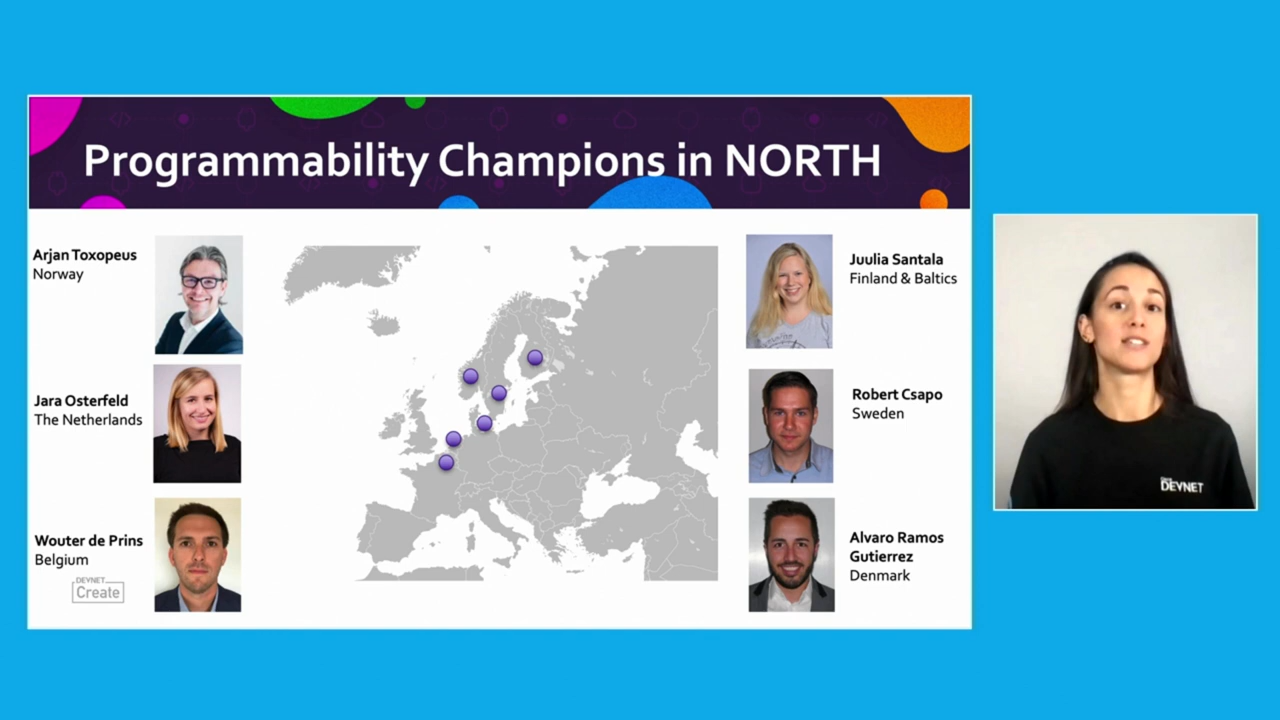 Programmability Champions in NORTH
Arjan Toxopeus
Norway
Jara Osterfeld
The Netherlands
Wouter de Prins
Belgium
DEVNET
Create
Juulia Santala
Finland & Baltics
Robert Csapo
Sweden
Alvaro Ramos
Gutierrez
Denmark
DEVNET